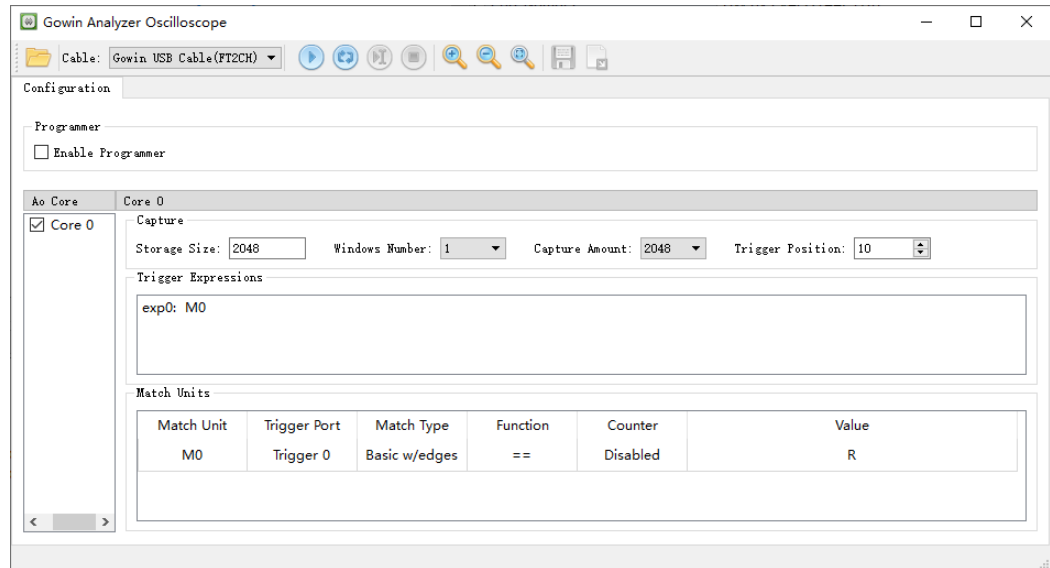 Gowin Analyzer Oscilloscope
Cable: Gowin USB Cable(FT2CH)
Configuration
Programmer
Enable Programmer
Ao Core
Core 0
Core 0
Capture
Storage Size: 2048 Windows Number: 1 Capture Amount: 2048 Trigger Position: 10
Trigger Expressions
exp0: M0
Match Units
Match Unit Trigger Port Match Type Function Counter Value
M0 Trigger 0 Basic w/edges == Disabled R